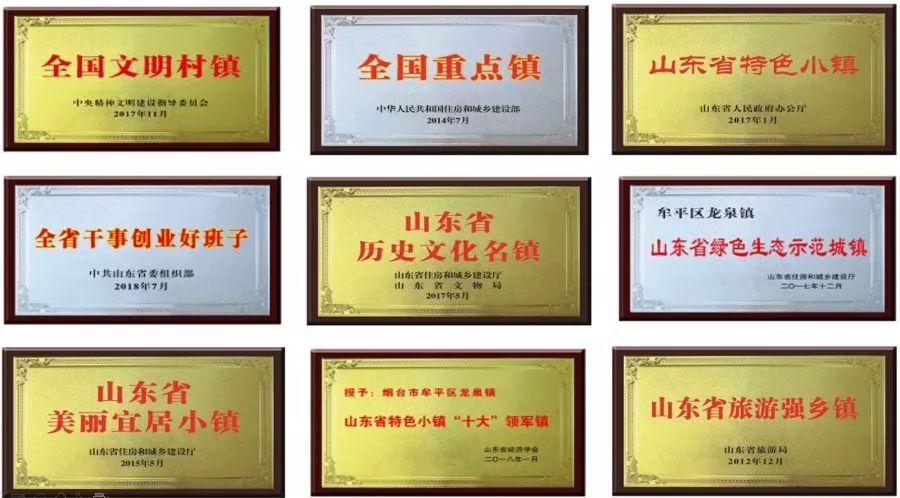 全国文明村镇
中央精神文明建设指导委员会
2017年11月
全国重点镇
中华人民共和国住房和城乡建设部
2014年7月
山东省特色小镇
山东省人民政府办公厅
2017年1月
全省干事创业好班子
中共山东省委组织部
2018年7月
山东省
历史文化名镇
山东省住房和城乡建设厅
山东省文物局
2017年5月
牟平区龙泉镇
山东省绿色生态示范城镇
山东省住房和城乡建设厅
二〇一七年十二月
山东省
美丽宜居小镇
山东省住房和城乡建设厅
2015年5月
授予：烟台市牟平区龙泉镇
山东省特色小镇“十大”领军镇
山东省经济学会
二〇一八年一月
山东省旅游强乡镇
山东省旅游局
2012年12月